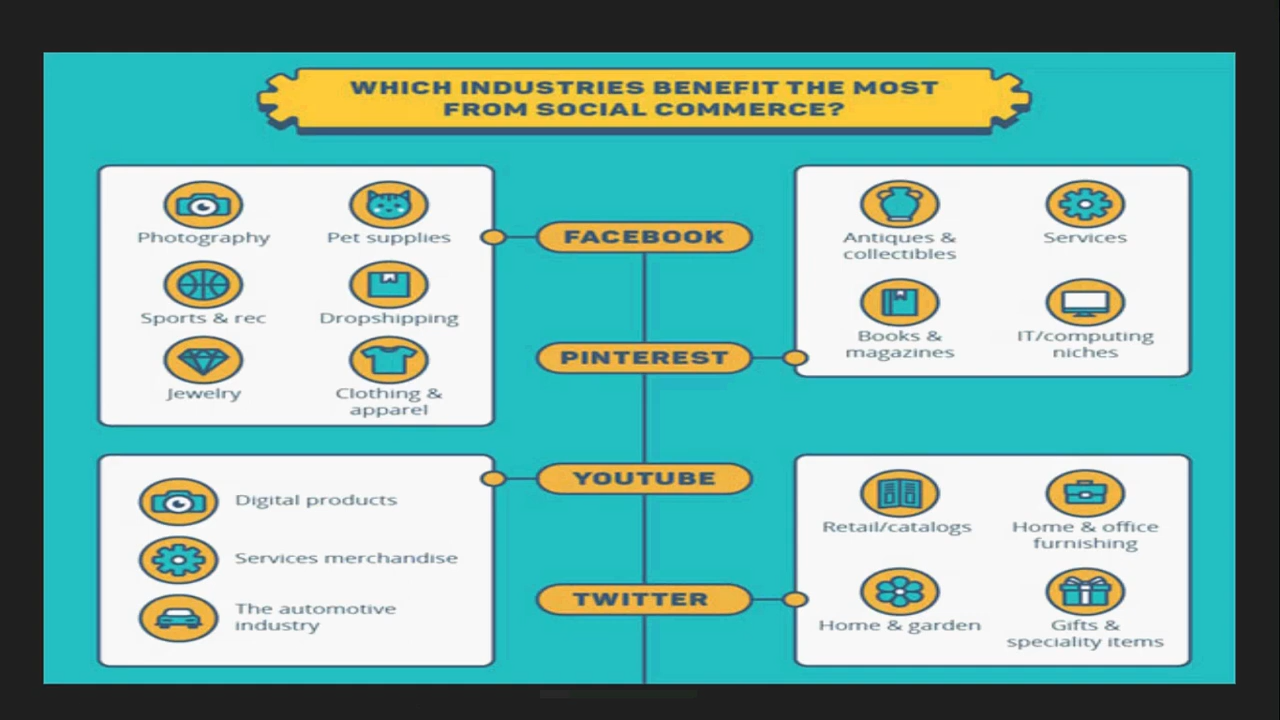 WHICH INDUSTRIES BENEFIT THE MOST
FROM SOCIAL COMMERCE?
FACEBOOK
Photography
Pet supplies
Sports & rec
Dropshipping
Jewelry
Clothing &
apparel
PINTEREST
Antiques &
collectibles
Services
Books &
magazines
IT/computing
niches
YOUTUBE
Digital products
Services merchandise
The automotive
industry
TWITTER
Retail/catalogs
Home & office
furnishing
Home & garden
Gifts &
speciality items